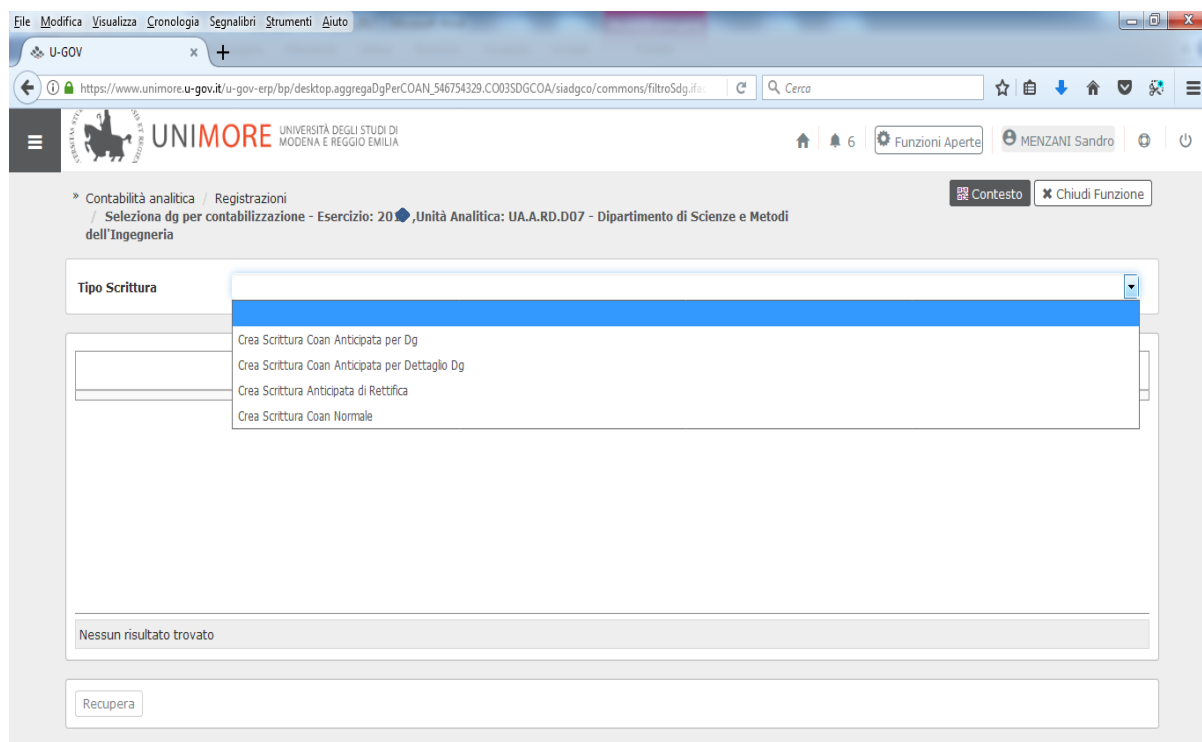 File Modifica Visualizza Cronologia Segnalibri Strumenti Aiuto
U-GOV
https://www.unimore.u-gov.it/u-gov-erp/bp/desktop.aggregaDgPerCOAN_546754329.CO03SDGCOA/siadgco/commons/filtroSdg.ifac
Cerca
UNIMORE UNIVERSITÀ DEGLI STUDI DI
MODENA E REGGIO EMILIA
6 Funzioni Aperte MENZANI Sandro
» Contabilità analitica / Registrazioni
Contesto Chiudi Funzione
/ Seleziona dg per contabilizzazione - Esercizio: 20 ,Unità Analitica: UA.A.RD.D07 - Dipartimento di Scienze e Metodi
dell'Ingegneria
Tipo Scrittura
Crea Scrittura Coan Anticipata per Dg
Crea Scrittura Coan Anticipata per Dettaglio Dg
Crea Scrittura Anticipata di Rettifica
Crea Scrittura Coan Normale
Nessun risultato trovato
Recupera